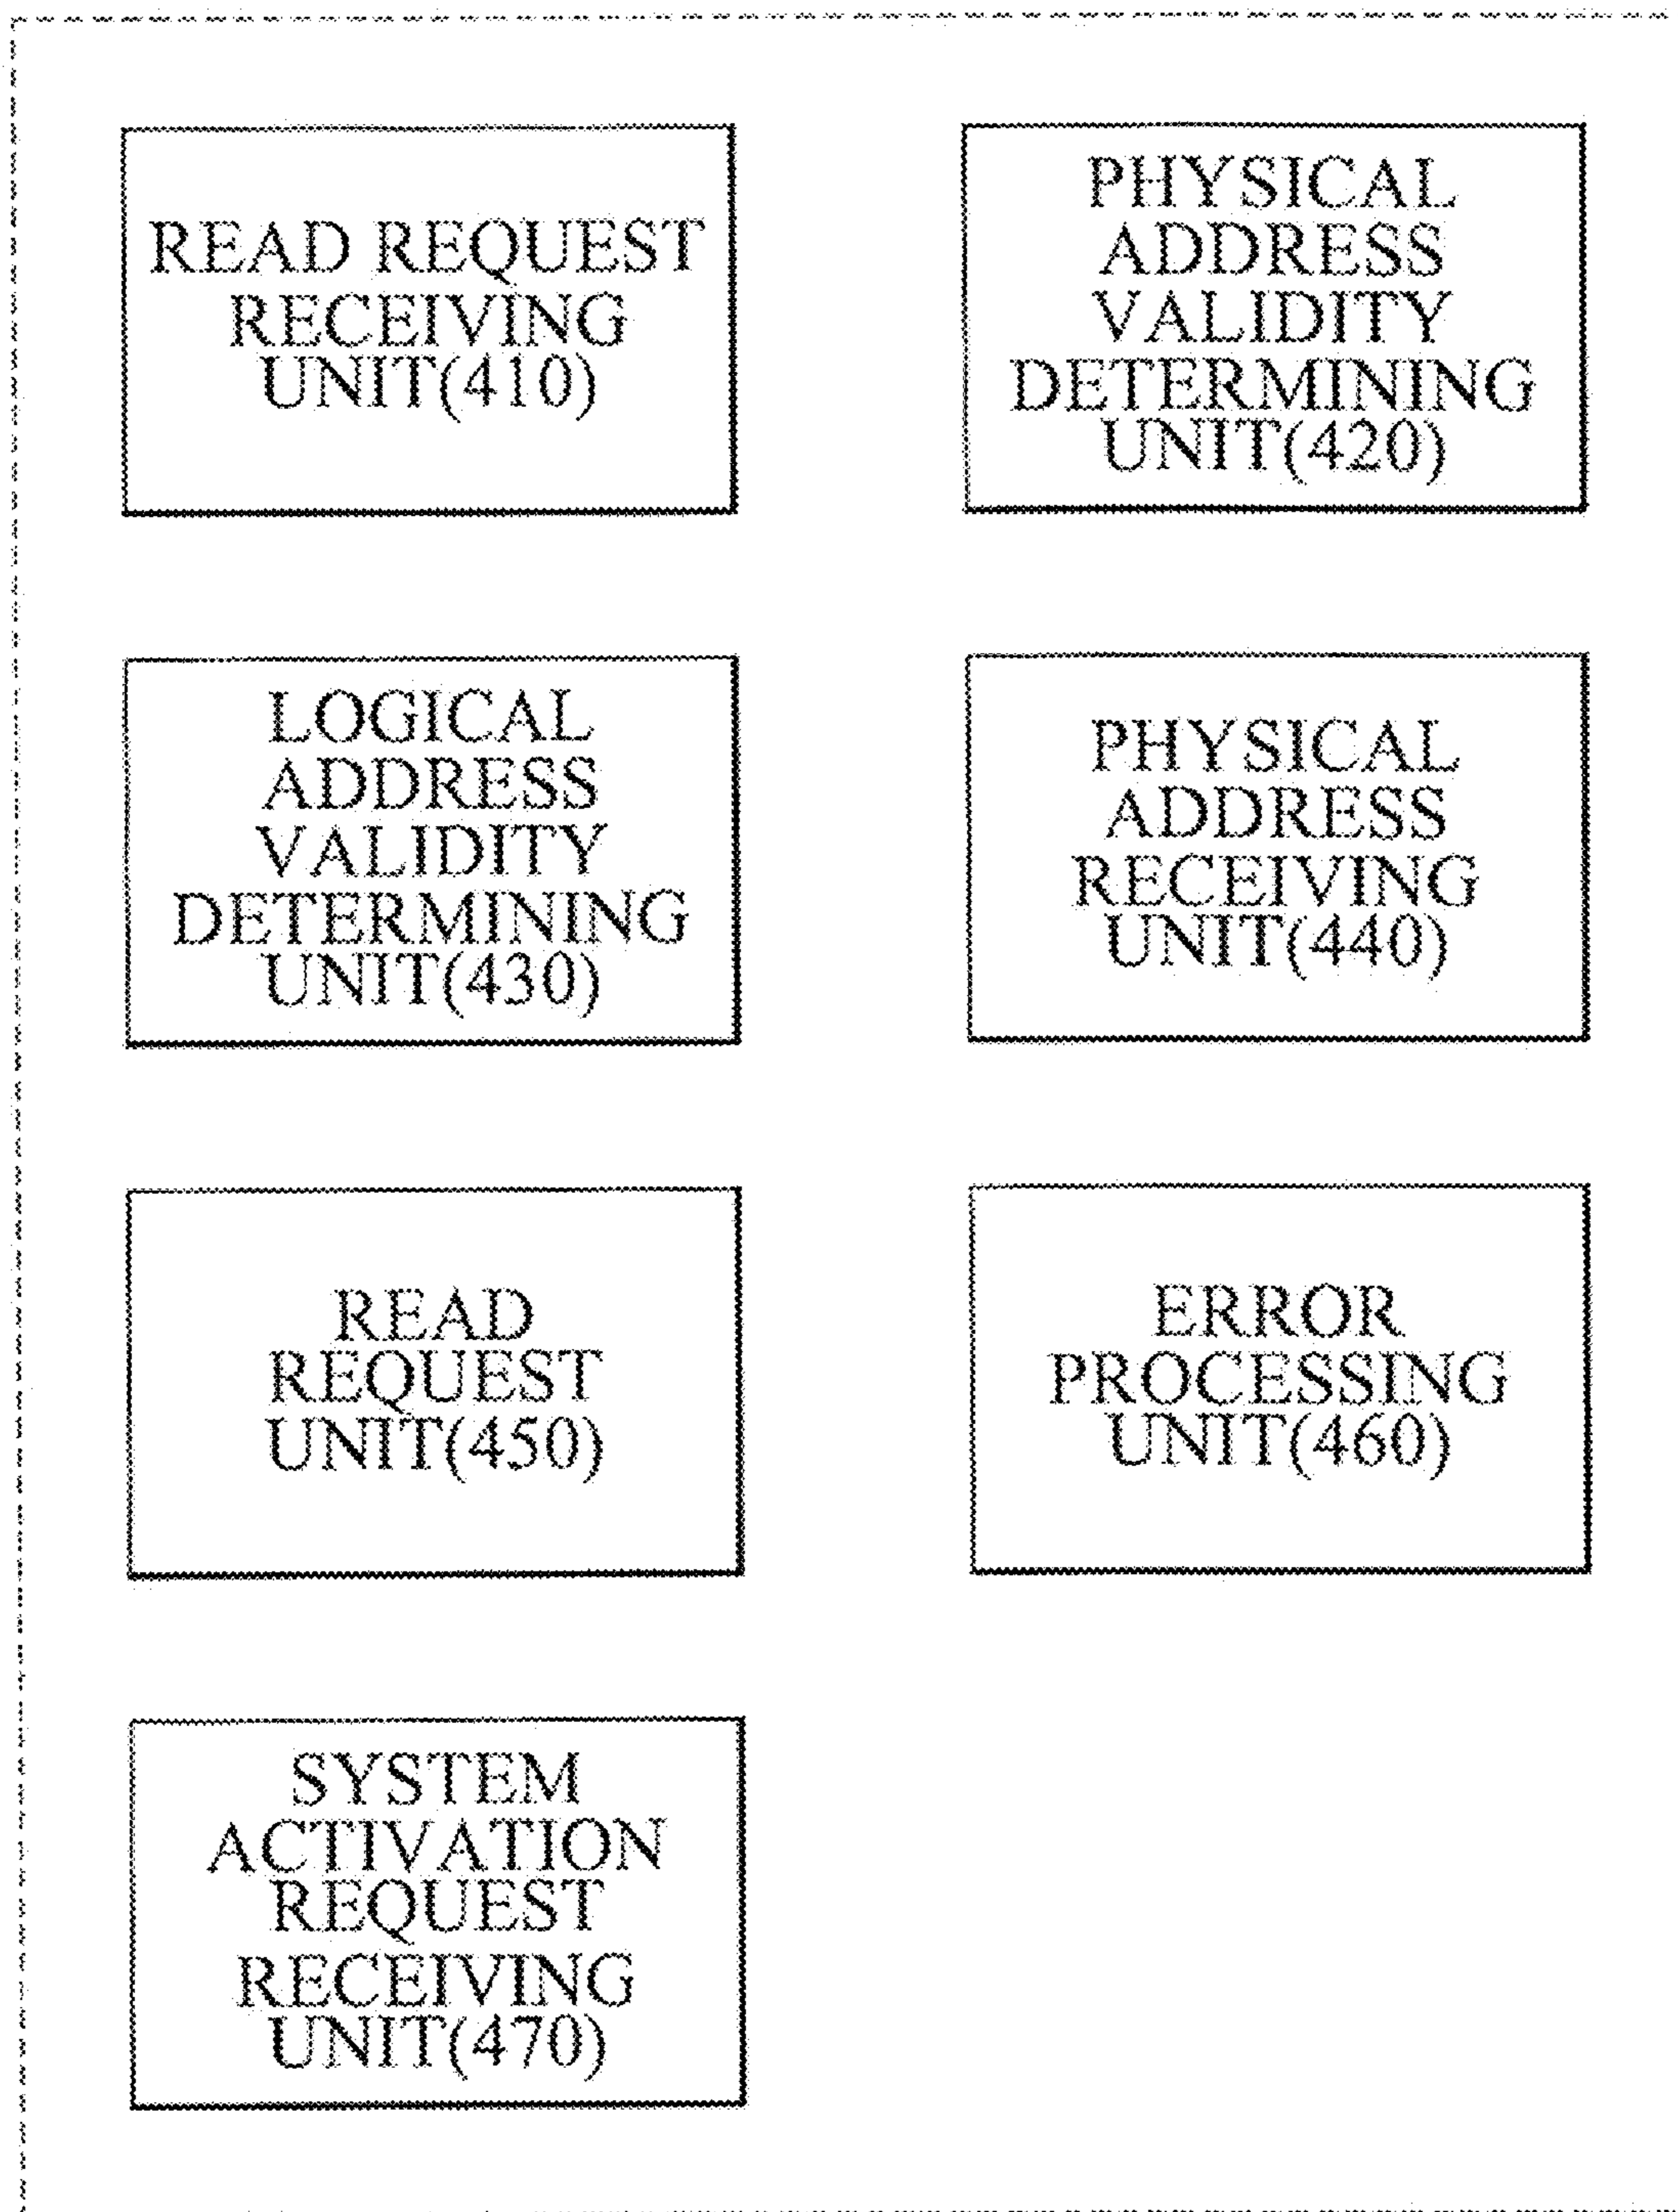 READ REQUEST
RECEIVING
UNIT(410)
PHYSICAL
ADDRESS
VALIDITY
DETERMINING
UNIT(420)
LOGICAL
ADDRESS
VALIDITY
DETERMINING
UNIT(430)
PHYSICAL
ADDRESS
RECEIVING
UNIT(440)
READ
REQUEST
UNIT(450)
ERROR
PROCESSING
UNIT(460)
SYSTEM
ACTIVATION
REQUEST
RECEIVING
UNIT(470)